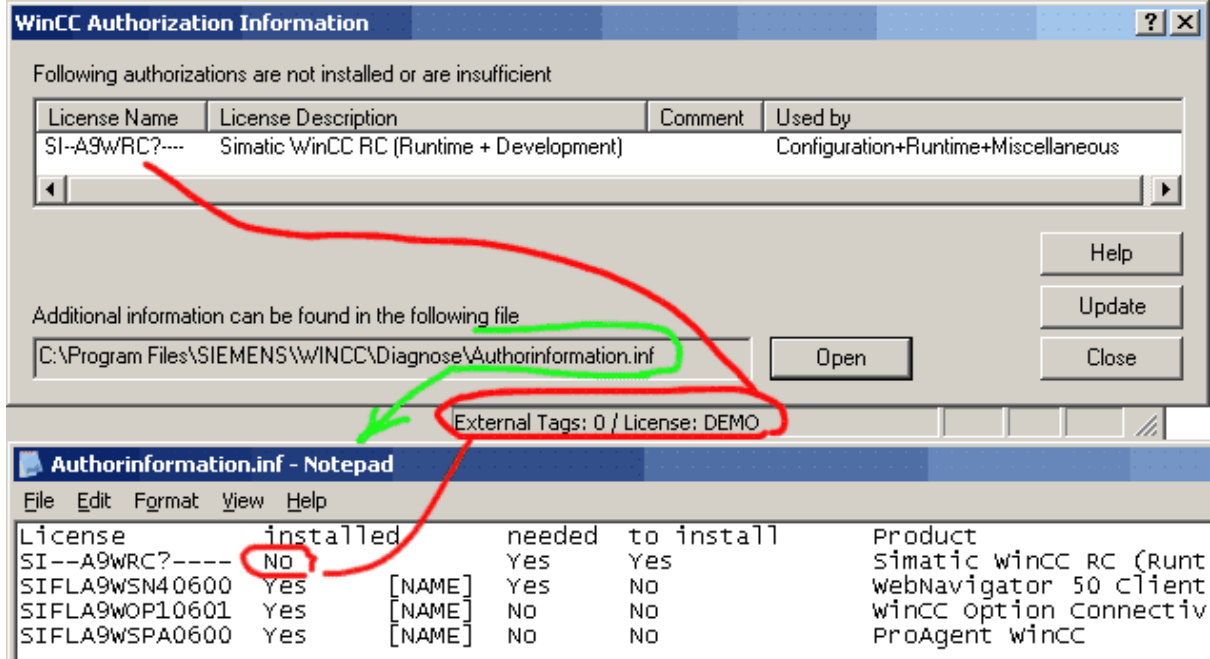 WinCC Authorization Information
Following authorizations are not installed or are insufficient
License Name License Description Comment Used by
SI--A9WRC?---- Simatic WinCC RC (Runtime + Development) Configuration+Runtime+Miscellaneous
Help
Additional information can be found in the following file
Update
C:\Program Files\SIEMENS\WINCC\Diagnose\Authorinformation.inf Open Close
External Tags: 0 / License: DEMO
Authorinformation.inf - Notepad
File Edit Format View Help
License installed needed to install Product
SI--A9WRC?----- No Yes Yes Simatic WinCC RC (Runt
SIFLA9WSN40600 Yes [NAME] Yes No WebNavigator 50 Client
SIFLA9WOP10601 Yes [NAME] No No WinCC Option Connectiv
SIFLA9WSPA0600 Yes [NAME] No No ProAgent WinCC